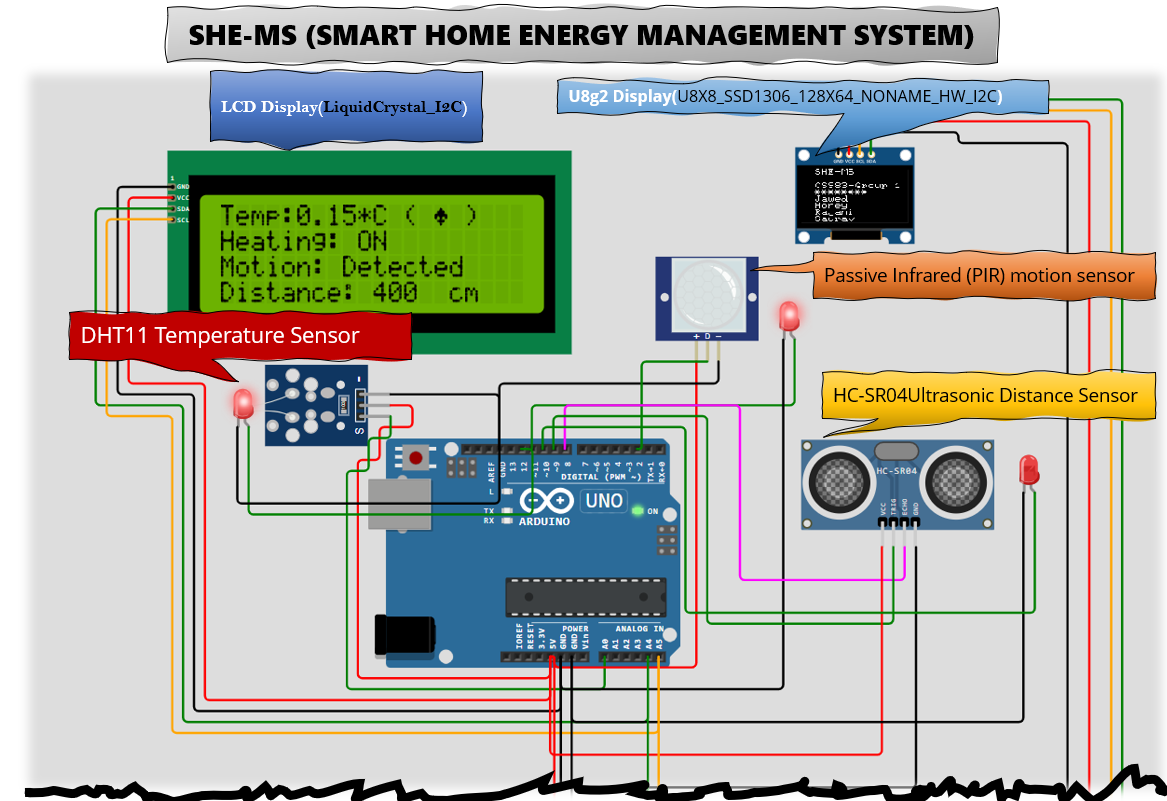 SHE-MS (SMART HOME ENERGY MANAGEMENT SYSTEM)
LCD Display(LiquidCrystal_I2C)
U8g2 Display(U8X8_SSD1306_128X64_NONAME_HW_I2C)
GND VCC SCL SDA
SHE-MS
1
GND
VCC
SDA
SCL
Temp:0.15*C ( ♠ )
Heating: ON
Motion: Detected
Distance: 400 cm
Jawed
Passive Infrared (PIR) motion sensor
+ D -
DHT11 Temperature Sensor
S
-
HC-SR04Ultrasonic Distance Sensor
HC-SR04
VCC
TRIG
ECHO
GND
AREF
GND
13
12
~11
~10
~9
8
7
~6
~5
4
~3
2
TX→1
RX←0
DIGITAL (PWM ~)
L
TX
RX
ARDUINO
UNO
ON
IOREF
RESET
3.3V
5V
GND
GND
Vin
POWER
ANALOG IN
A0
A1
A2
A3
A4
A5